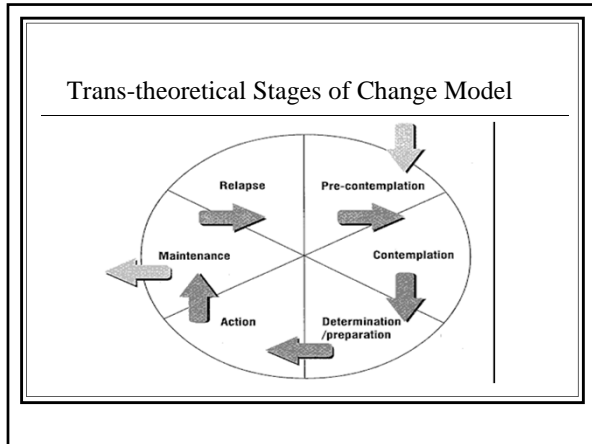 Trans-theoretical Stages of Change Model
Relapse
Pre-contemplation
Maintenance
Contemplation
Action
Determination
/preparation